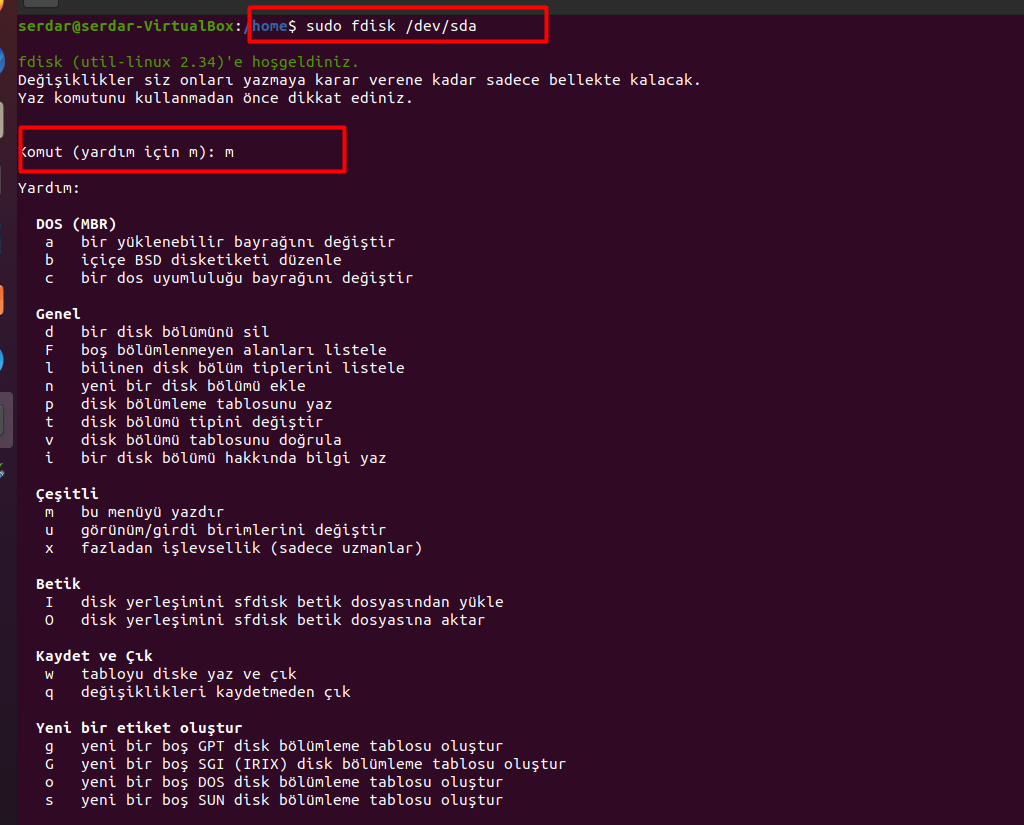 serdar@serdar-VirtualBox:/home$ sudo fdisk /dev/sda
fdisk (util-linux 2.34)'e hoşgeldiniz.
Değişiklikler siz onları yazmaya karar verene kadar sadece bellekte kalacak.
Yaz komutunu kullanmadan önce dikkat ediniz.
Komut (yardım için m): m
Yardım:
DOS (MBR)
a bir yüklenebilir bayrağını değiştir
b içiçe BSD disketiketi düzenle
c bir dos uyumluluğu bayrağını değiştir
Genel
d bir disk bölümünü sil
F boş bölümlenmeyen alanları listele
l bilinen disk bölüm tiplerini listele
n yeni bir disk bölümü ekle
p disk bölümleme tablosunu yaz
t disk bölümü tipini değiştir
v disk bölümü tablosunu doğrula
i bir disk bölümü hakkında bilgi yaz
Çeşitli
m bu menüyü yazdır
u görünüm/girdi birimlerini değiştir
x fazladan işlevsellik (sadece uzmanlar)
Betik
I disk yerleşimini sfdisk betik dosyasından yükle
O disk yerleşimini sfdisk betik dosyasına aktar
Kaydet ve Çık
w tabloyu diske yaz ve çık
q değişiklikleri kaydetmeden çık
Yeni bir etiket oluştur
g yeni bir boş GPT disk bölümleme tablosu oluştur
G yeni bir boş SGI (IRIX) disk bölümleme tablosu oluştur
o yeni bir boş DOS disk bölümleme tablosu oluştur
s yeni bir boş SUN disk bölümleme tablosu oluştur